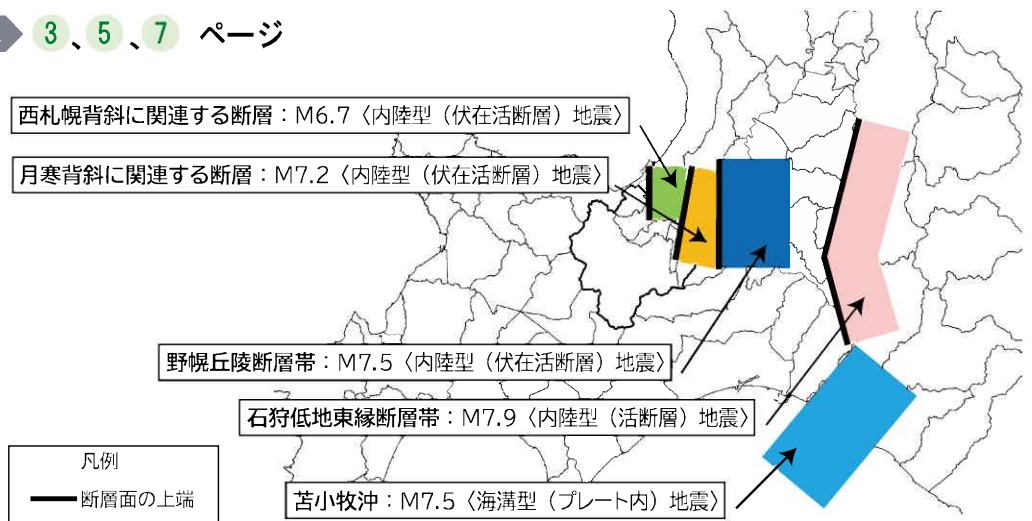 3、5、7 ページ
西札幌背斜に関連する断層：M6.7〈内陸型（伏在活断層）地震〉
月寒背斜に関連する断層：M7.2〈内陸型（伏在活断層）地震〉
野幌丘陵断層帯：M7.5〈内陸型（伏在活断層）地震〉
石狩低地東縁断層帯：M7.9〈内陸型（活断層）地震〉
苫小牧沖：M7.5〈海溝型（プレート内）地震〉
凡例
断層面の上端